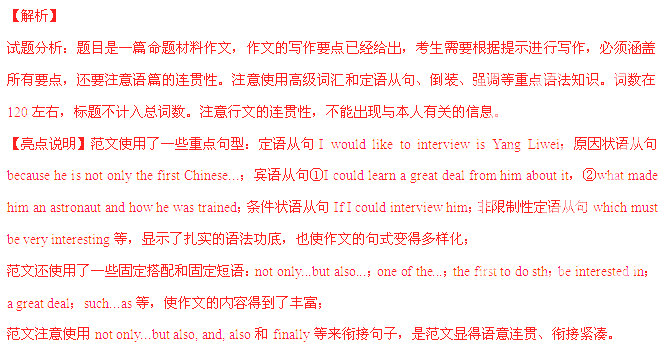 【解析】
试题分析：题目是一篇命题材料作文，作文的写作要点已经给出，考生需要根据提示进行写作，必须涵盖
所有要点，还要注意语篇的连贯性。注意使用高级词汇和定语从句、倒装、强调等重点语法知识。词数在
120 左右，标题不计入总词数。注意行文的连贯性，不能出现与本人有关的信息。
【亮点说明】范文使用了一些重点句型：定语从句 I would like to interview is Yang Liwei；原因状语从句
because he is not only the first Chinese...；宾语从句①I could learn a great deal from him about it，②what made
him an astronaut and how he was trained；条件状语从句 If I could interview him；非限制性定语从句 which must
be very interesting 等，显示了扎实的语法功底，也使作文的句式变得多样化；
范文还使用了一些固定搭配和固定短语：not only...but also...；one of the...；the first to do sth，be interested in；
a great deal；such...as 等，使作文的内容得到了丰富；
范文注意使用 not only...but also, and, also 和 finally 等来衔接句子，是范文显得语意连贯、衔接紧凑。